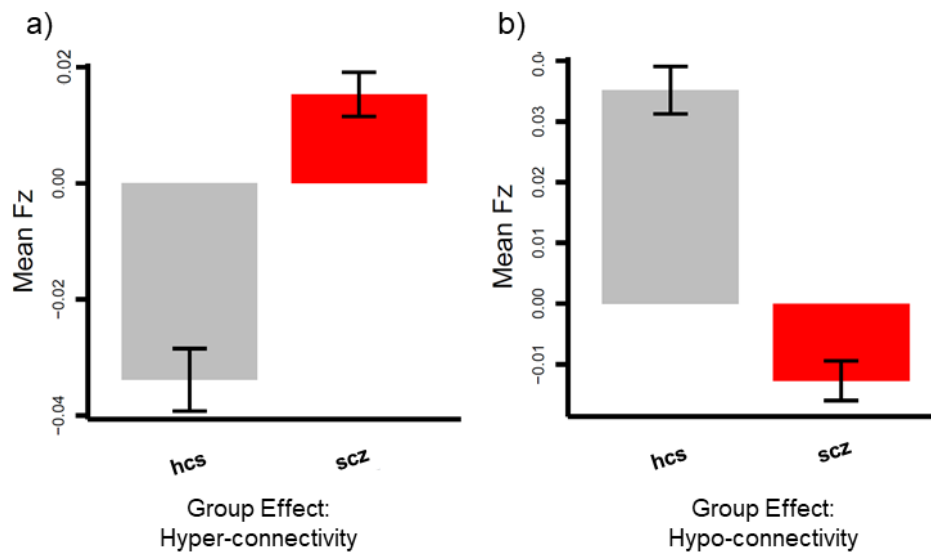 a)
Mean Fz
0.02
0.00
−0.02
−0.04
hcs
scz
Group Effect:
Hyper-connectivity
b)
Mean Fz
0.03
0.02
0.01
0.00
−0.01
hcs
scz
Group Effect:
Hypo-connectivity